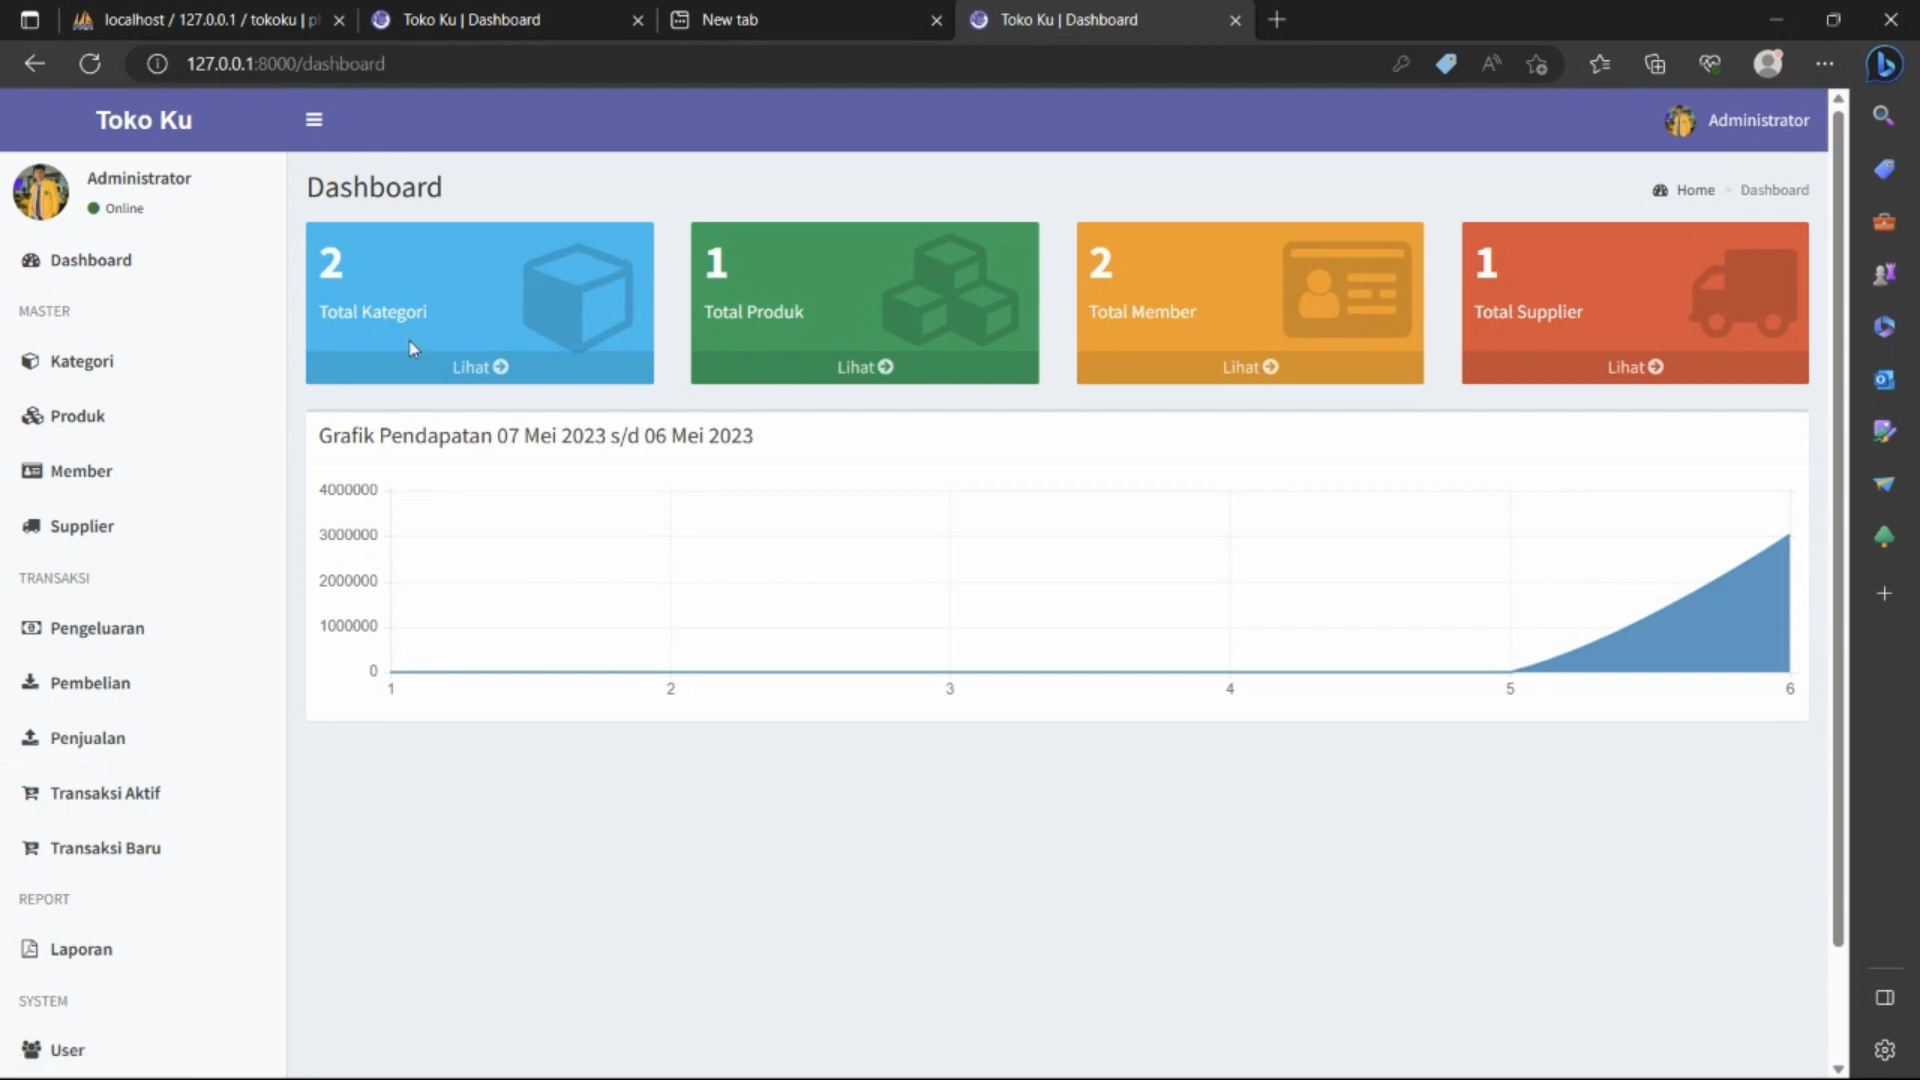 localhost / 127.0.0.1 / tokoku | p
Toko Ku | Dashboard
New tab
Toko Ku | Dashboard
127.0.0.1:8000/dashboard
Toko Ku
Administrator
Administrator
Online
Dashboard
MASTER
Kategori
Produk
Member
Supplier
TRANSAKSI
Pengeluaran
Pembelian
Penjualan
Transaksi Aktif
Transaksi Baru
REPORT
Laporan
SYSTEM
User
Dashboard
Home > Dashboard
2
Total Kategori
Lihat
1
Total Produk
Lihat
2
Total Member
Lihat
1
Total Supplier
Lihat
Grafik Pendapatan 07 Mei 2023 s/d 06 Mei 2023
4000000
3000000
2000000
1000000
0
1 2 3 4 5 6